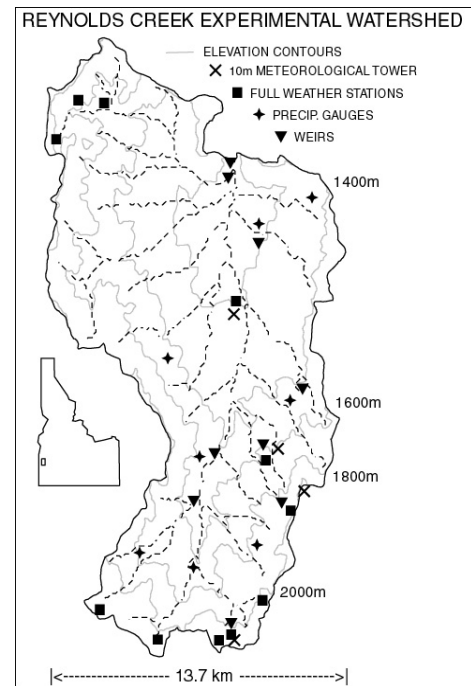 REYNOLDS CREEK EXPERIMENTAL WATERSHED
ELEVATION CONTOURS
10m METEOROLOGICAL TOWER
FULL WEATHER STATIONS
PRECIP. GAUGES
WEIRS
1400m
1600m
1800m
2000m
13.7 km